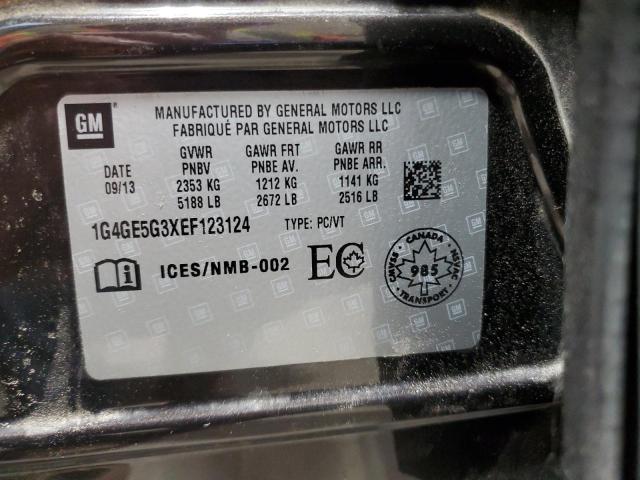 GM
MANUFACTURED BY GENERAL MOTORS LLC
FABRIQUÉ PAR GENERAL MOTORS LLC
GVWR GAWR FRT GAWR RR
DATE PNBV PNBE AV. PNBE ARR.
09/13 2353 KG 1212 KG 1141 KG
5188 LB 2672 LB 2516 LB
1G4GE5G3XEF123124 TYPE: PC/VT
i ICES/NMB-002 EC
CANADA
985
TRANSPORT